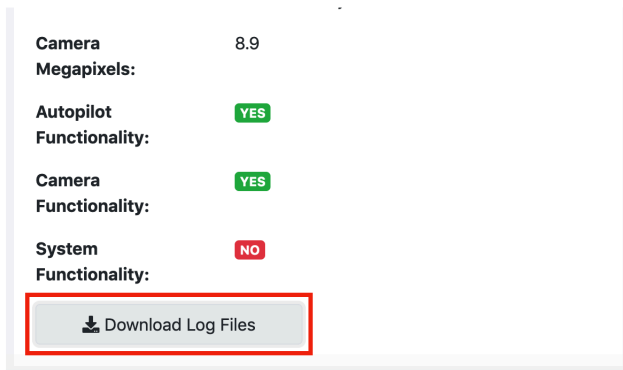 Camera Megapixels: 8.9
Autopilot Functionality: YES
Camera Functionality: YES
System Functionality: NO
Download Log Files